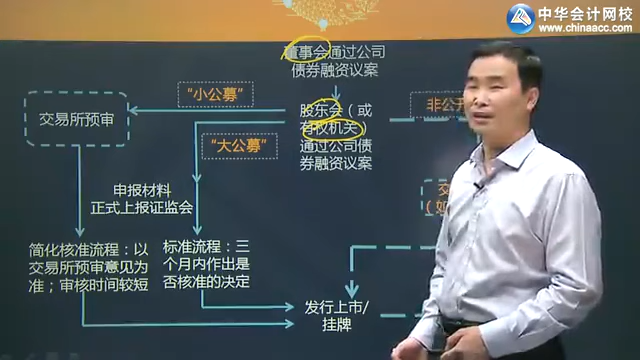 中华会计网校
www.chinaacc.com
董事会通过公司
债券融资议案
“小公募”
股东会（或
有权机关）
通过公司债
券融资议案
非公开
交易所预审
“大公募”
申报材料
正式上报证监会
简化核准流程：以
交易所预审意见为
准；审核时间较短
标准流程：三
个月内作出是
否核准的决定
发行上市/
挂牌